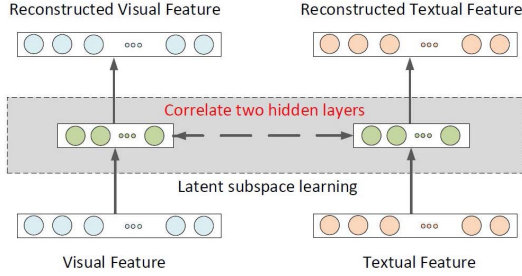 Reconstructed Visual Feature
Reconstructed Textual Feature
Correlate two hidden layers
Latent subspace learning
Visual Feature
Textual Feature